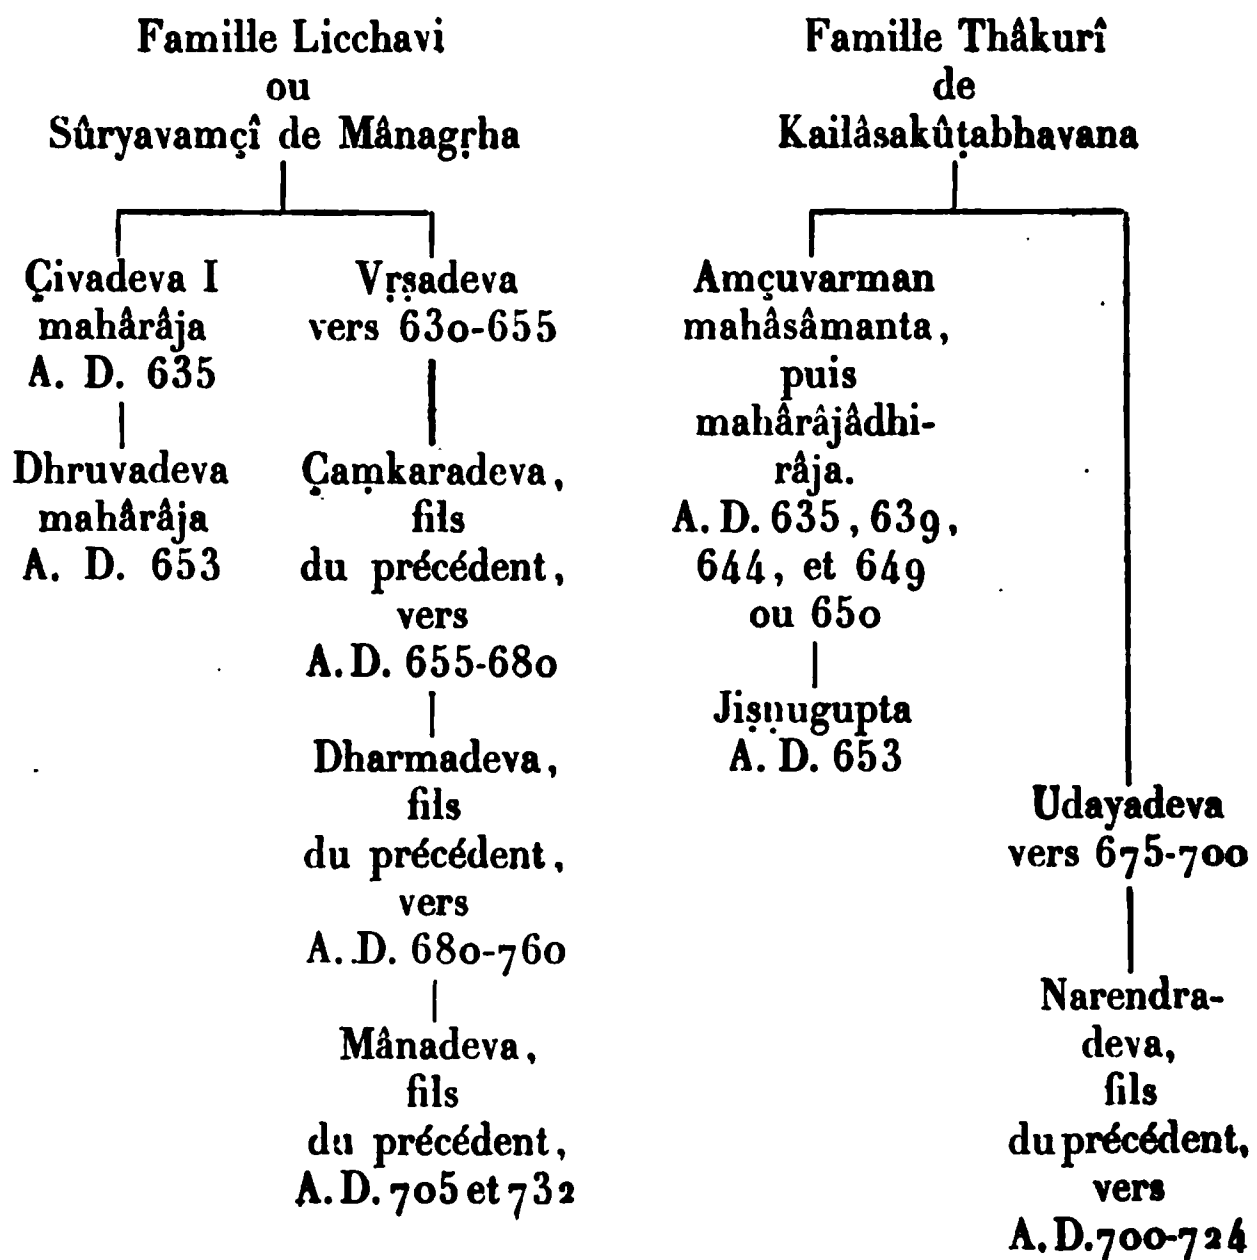 Famille Licchavi
ou
Sûryavamçî de Mânagṛha
Çivadeva I
mahârâja
A. D. 635
Dhruvadeva
mahârâja
A. D. 653
Vṛṣadeva
vers 630-655
Çaṃkaradeva,
fils
du précédent,
vers
A. D. 655-680
Dharmadeva,
fils
du précédent,
vers
A. D. 680-760
Mânadeva,
fils
du précédent,
A. D. 705 et 732
Famille Thâkurî
de
Kailâsakûṭabhavana
Amçuvarman
mahâsâmanta,
puis
mahârâjâdhi-
râja.
A. D. 635, 639,
644, et 649
ou 650
Jiṣṇugupta
A. D. 653
Udayadeva
vers 675-700
Narendra-
deva,
fils
du précédent,
vers
A. D. 700-724